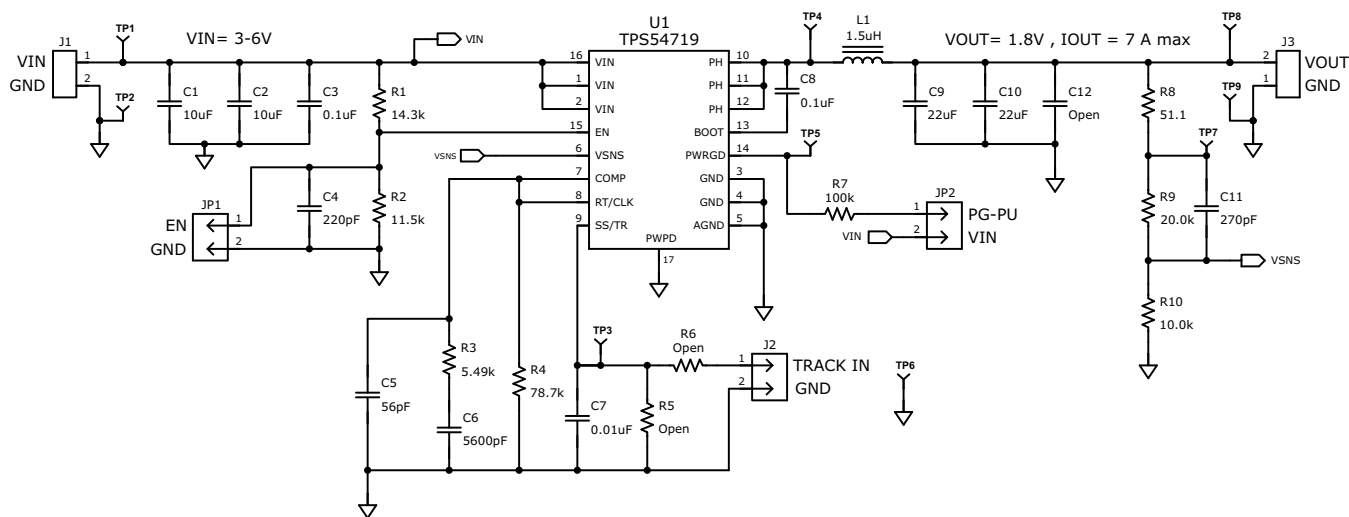 U1
TPS54719
TP1
VIN= 3-6V
VIN
TP4
L1
1.5uH
VOUT= 1.8V , IOUT = 7 A max
TP8
J1
VIN
GND
1
2
TP2
C1
10uF
C2
10uF
C3
0.1uF
R1
14.3k
16 VIN
1 VIN
2 VIN
15 EN
6 VSNS
7 COMP
8 RT/CLK
9 SS/TR
PWPD
17
PH 10
PH 11
PH 12
BOOT 13
PWRGD 14
GND 3
GND 4
AGND 5
C8
0.1uF
C9
22uF
C10
22uF
C12
Open
R8
51.1
TP9
J3
2
1
VOUT
GND
VSNS
TP5
TP7
JP1
EN
GND
1
2
C4
220pF
R2
11.5k
R7
100k
JP2
1
2
PG-PU
VIN
VIN
R9
20.0k
C11
270pF
VSNS
R10
10.0k
C5
56pF
R3
5.49k
C6
5600pF
R4
78.7k
TP3
C7
0.01uF
R5
Open
R6
Open
J2
1
2
TRACK IN
GND
TP6